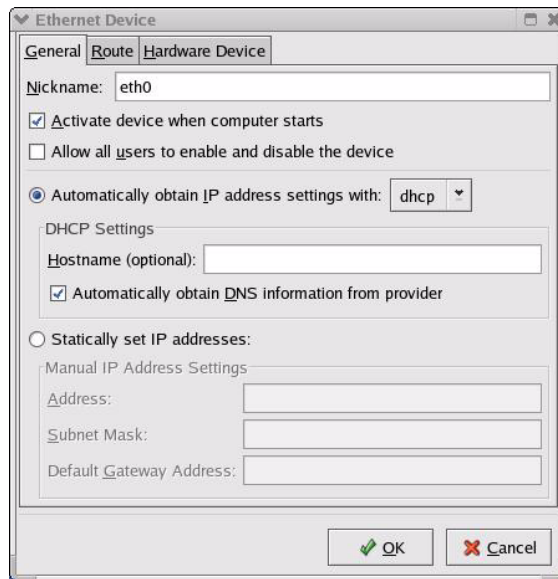 Ethernet Device
General Route Hardware Device
Nickname: eth0
Activate device when computer starts
Allow all users to enable and disable the device
Automatically obtain IP address settings with: dhcp
DHCP Settings
Hostname (optional):
Automatically obtain DNS information from provider
Statically set IP addresses:
Manual IP Address Settings
Address:
Subnet Mask:
Default Gateway Address:
OK Cancel